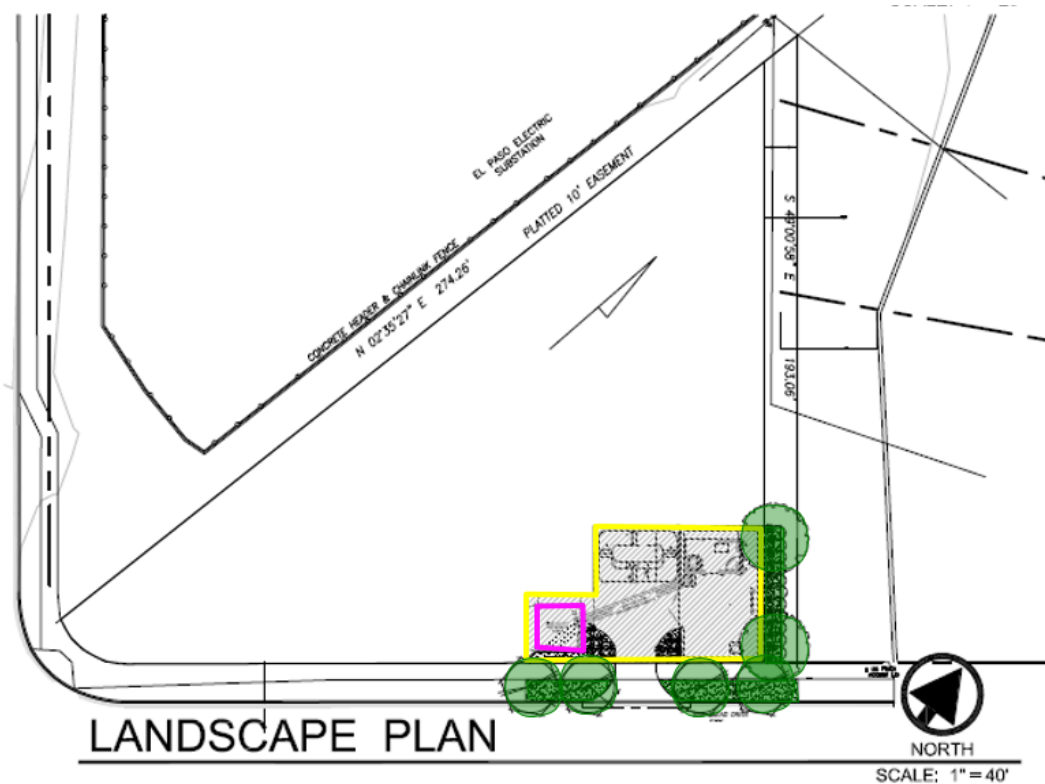 EL PASO ELECTRIC
SUBSTATION
PLATTED 10' EASEMENT
CONCRETE HEADER & CHAINLINK FENCE
N 02°35'27" E 274.26'
S 49°00'58" E 193.06'
LANDSCAPE PLAN
NORTH
SCALE: 1" = 40'